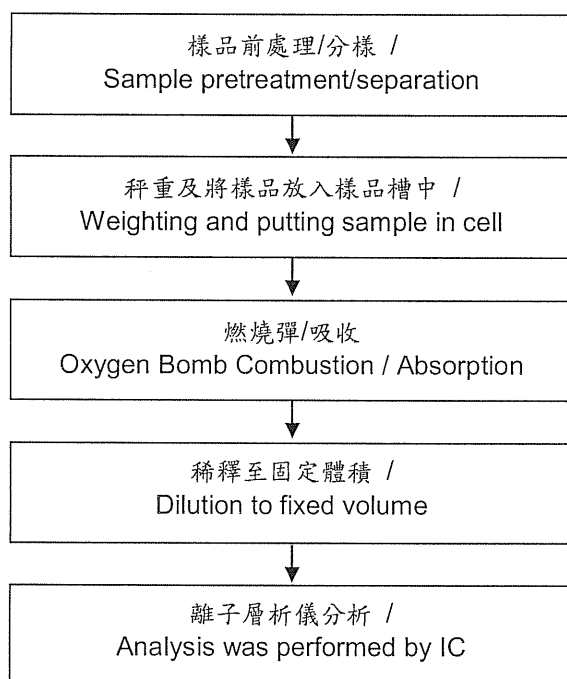 樣品前處理/分樣 /
Sample pretreatment/separation
秤重及將樣品放入樣品槽中 /
Weighting and putting sample in cell
燃燒彈/吸收
Oxygen Bomb Combustion / Absorption
稀釋至固定體積 /
Dilution to fixed volume
離子層析儀分析 /
Analysis was performed by IC